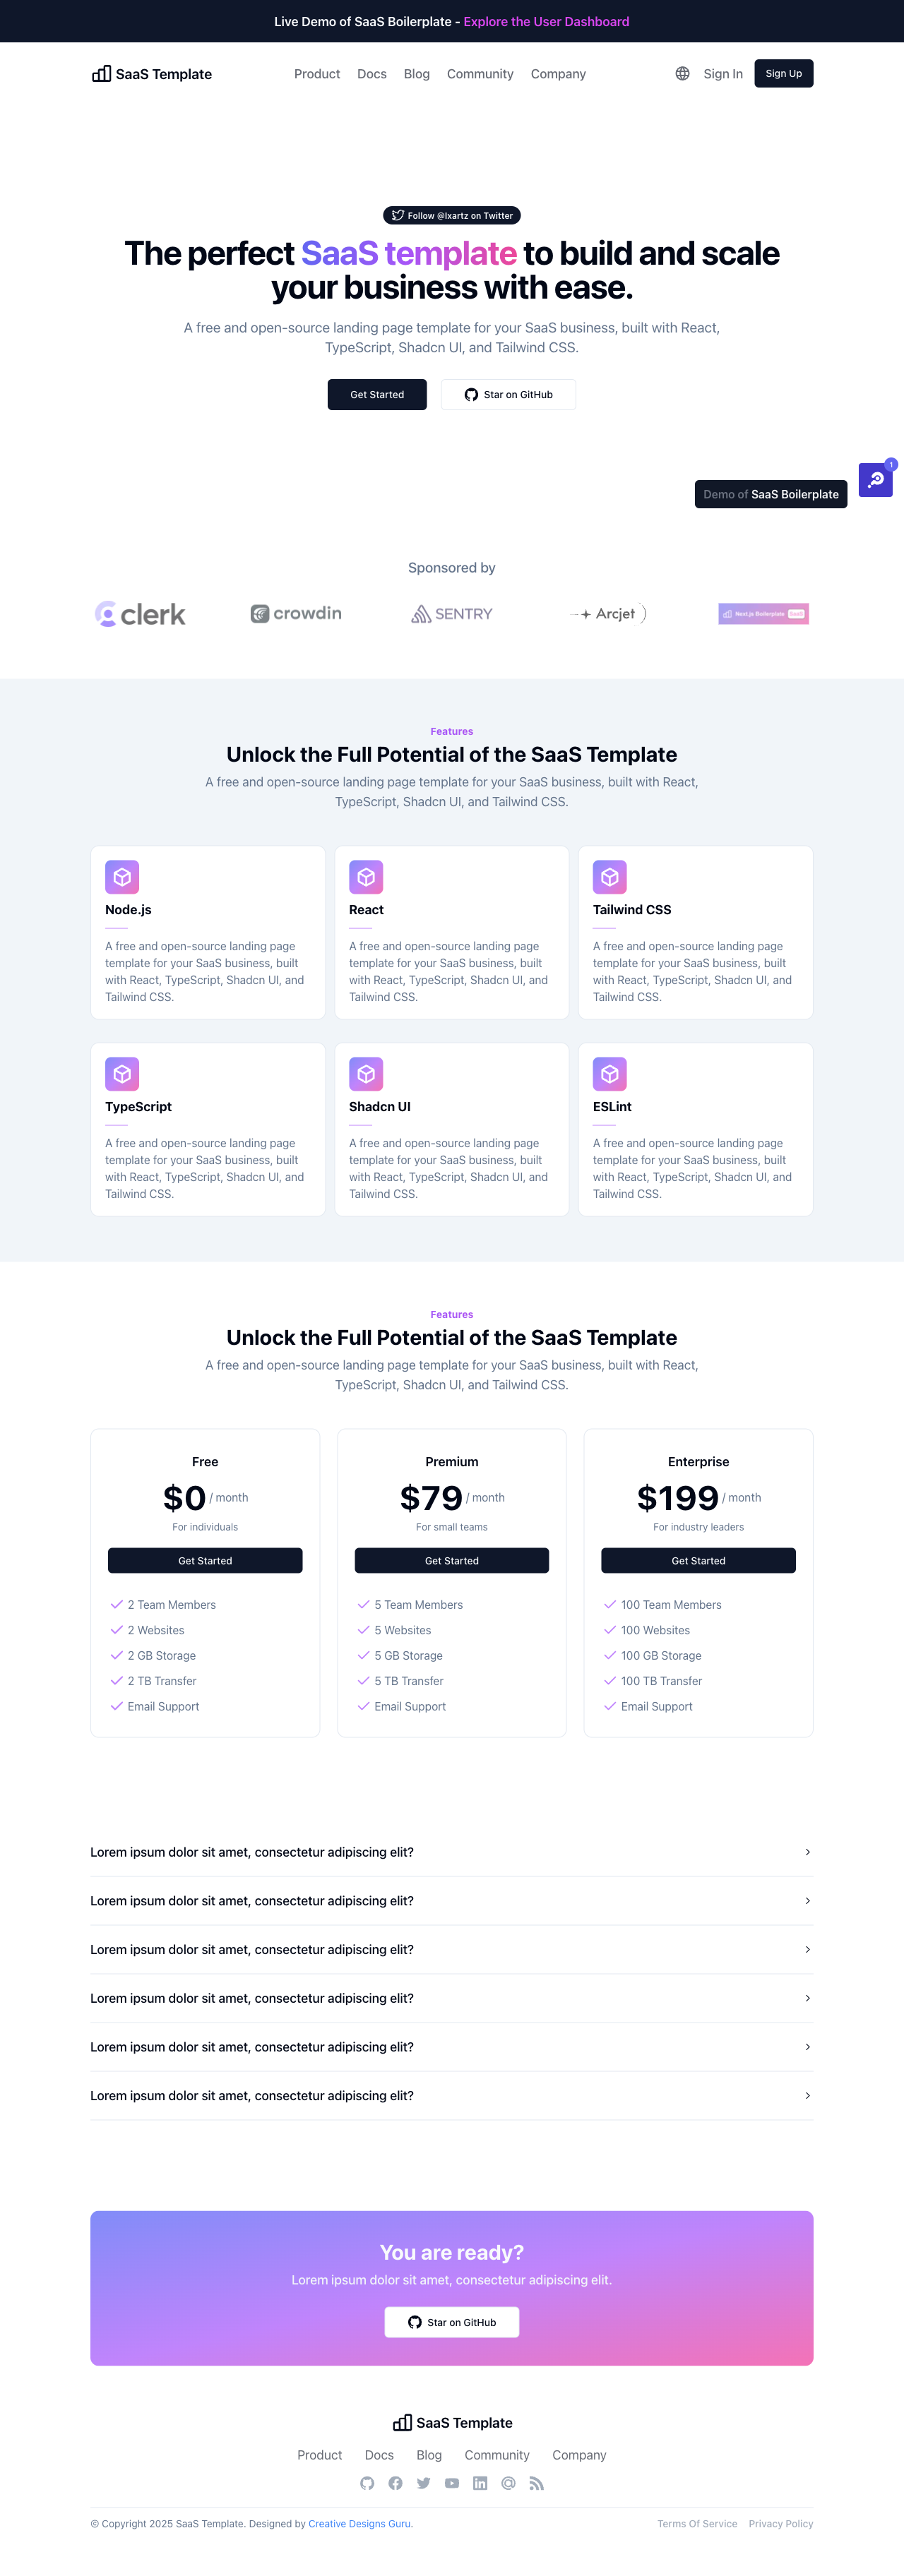 Live Demo of SaaS Boilerplate - Explore the User Dashboard
SaaS Template
Product Docs Blog Community Company
Sign In
Sign Up
Follow @Ixartz on Twitter
The perfect SaaS template to build and scale
your business with ease.
A free and open-source landing page template for your SaaS business, built with React,
TypeScript, Shadcn UI, and Tailwind CSS.
Get Started
Star on GitHub
1
Demo of SaaS Boilerplate
Sponsored by
clerk
crowdin
SENTRY
Arcjet
Next.js Boilerplate SaaS
Features
Unlock the Full Potential of the SaaS Template
A free and open-source landing page template for your SaaS business, built with React,
TypeScript, Shadcn UI, and Tailwind CSS.
Node.js
A free and open-source landing page
template for your SaaS business, built
with React, TypeScript, Shadcn UI, and
Tailwind CSS.
React
A free and open-source landing page
template for your SaaS business, built
with React, TypeScript, Shadcn UI, and
Tailwind CSS.
Tailwind CSS
A free and open-source landing page
template for your SaaS business, built
with React, TypeScript, Shadcn UI, and
Tailwind CSS.
TypeScript
A free and open-source landing page
template for your SaaS business, built
with React, TypeScript, Shadcn UI, and
Tailwind CSS.
Shadcn UI
A free and open-source landing page
template for your SaaS business, built
with React, TypeScript, Shadcn UI, and
Tailwind CSS.
ESLint
A free and open-source landing page
template for your SaaS business, built
with React, TypeScript, Shadcn UI, and
Tailwind CSS.
Features
Unlock the Full Potential of the SaaS Template
A free and open-source landing page template for your SaaS business, built with React,
TypeScript, Shadcn UI, and Tailwind CSS.
Free
$0 / month
For individuals
Get Started
2 Team Members
2 Websites
2 GB Storage
2 TB Transfer
Email Support
Premium
$79 / month
For small teams
Get Started
5 Team Members
5 Websites
5 GB Storage
5 TB Transfer
Email Support
Enterprise
$199 / month
For industry leaders
Get Started
100 Team Members
100 Websites
100 GB Storage
100 TB Transfer
Email Support
Lorem ipsum dolor sit amet, consectetur adipiscing elit?
Lorem ipsum dolor sit amet, consectetur adipiscing elit?
Lorem ipsum dolor sit amet, consectetur adipiscing elit?
Lorem ipsum dolor sit amet, consectetur adipiscing elit?
Lorem ipsum dolor sit amet, consectetur adipiscing elit?
Lorem ipsum dolor sit amet, consectetur adipiscing elit?
You are ready?
Lorem ipsum dolor sit amet, consectetur adipiscing elit.
Star on GitHub
SaaS Template
Product Docs Blog Community Company
© Copyright 2025 SaaS Template. Designed by Creative Designs Guru.
Terms Of Service Privacy Policy